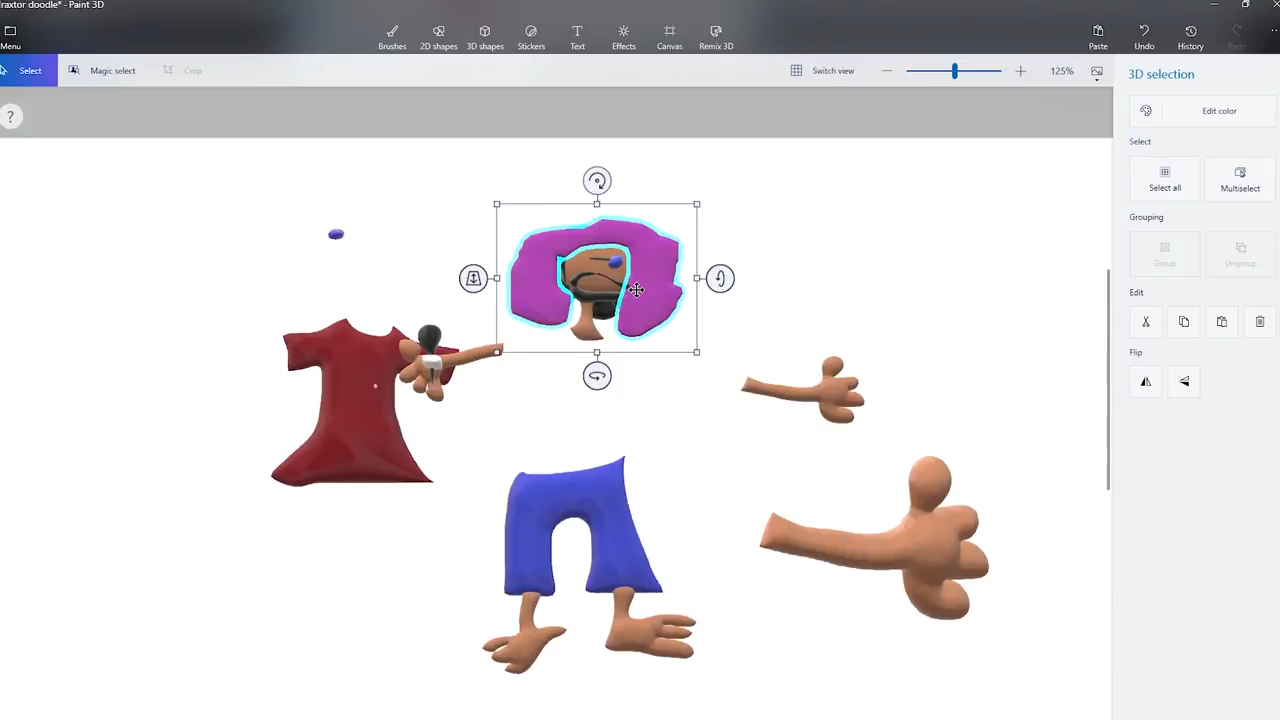 raxtor doodle* - Paint 3D
Menu
Brushes
2D shapes
3D shapes
Stickers
Text
Effects
Canvas
Remix 3D
Paste
Undo
History
Redo
Select
Magic select
Crop
Switch view
125%
?
3D selection
Edit color
Select
Select all
Multiselect
Grouping
Group
Ungroup
Edit
Flip